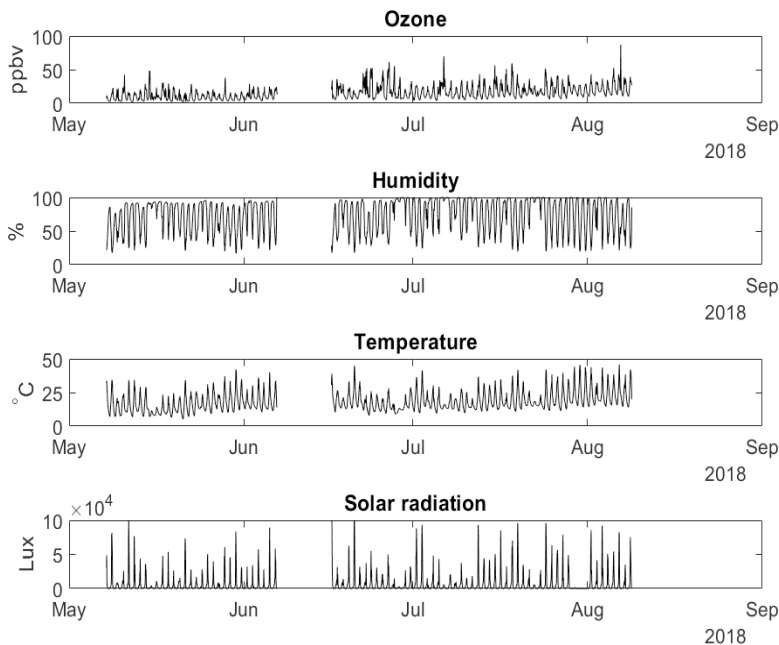 Ozone
ppbv
100
50
0
May Jun Jul Aug Sep
2018
Humidity
%
100
50
0
May Jun Jul Aug Sep
2018
Temperature
°C
50
25
0
May Jun Jul Aug Sep
2018
Solar radiation
×10⁴
Lux
10
5
0
May Jun Jul Aug Sep
2018